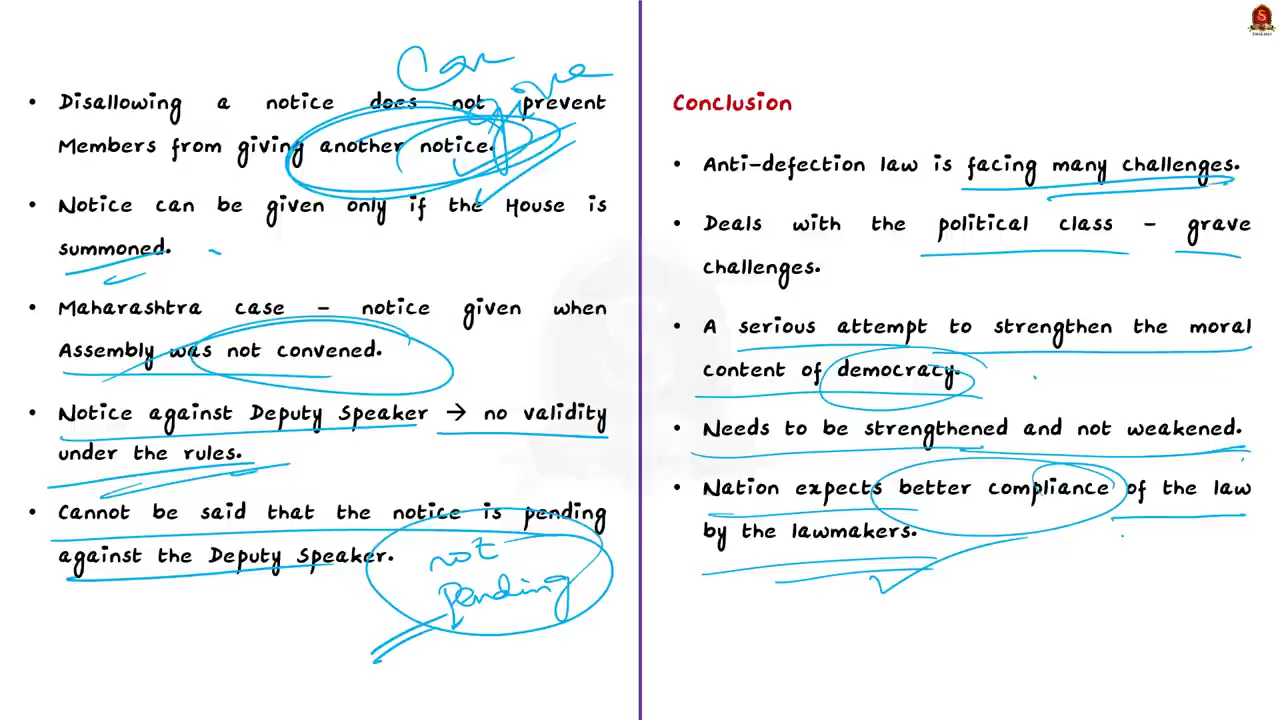 • Disallowing a notice does not prevent
Members from giving another notice.
Can
give
• Notice can be given only if the House is
summoned.
• Maharashtra case – notice given when
Assembly was not convened.
• Notice against Deputy Speaker → no validity
under the rules.
• Cannot be said that the notice is pending
against the Deputy Speaker.
not
pending
Conclusion
• Anti-defection law is facing many challenges.
• Deals with the political class – grave
challenges.
• A serious attempt to strengthen the moral
content of democracy.
• Needs to be strengthened and not weakened.
• Nation expects better compliance of the law
by the lawmakers.